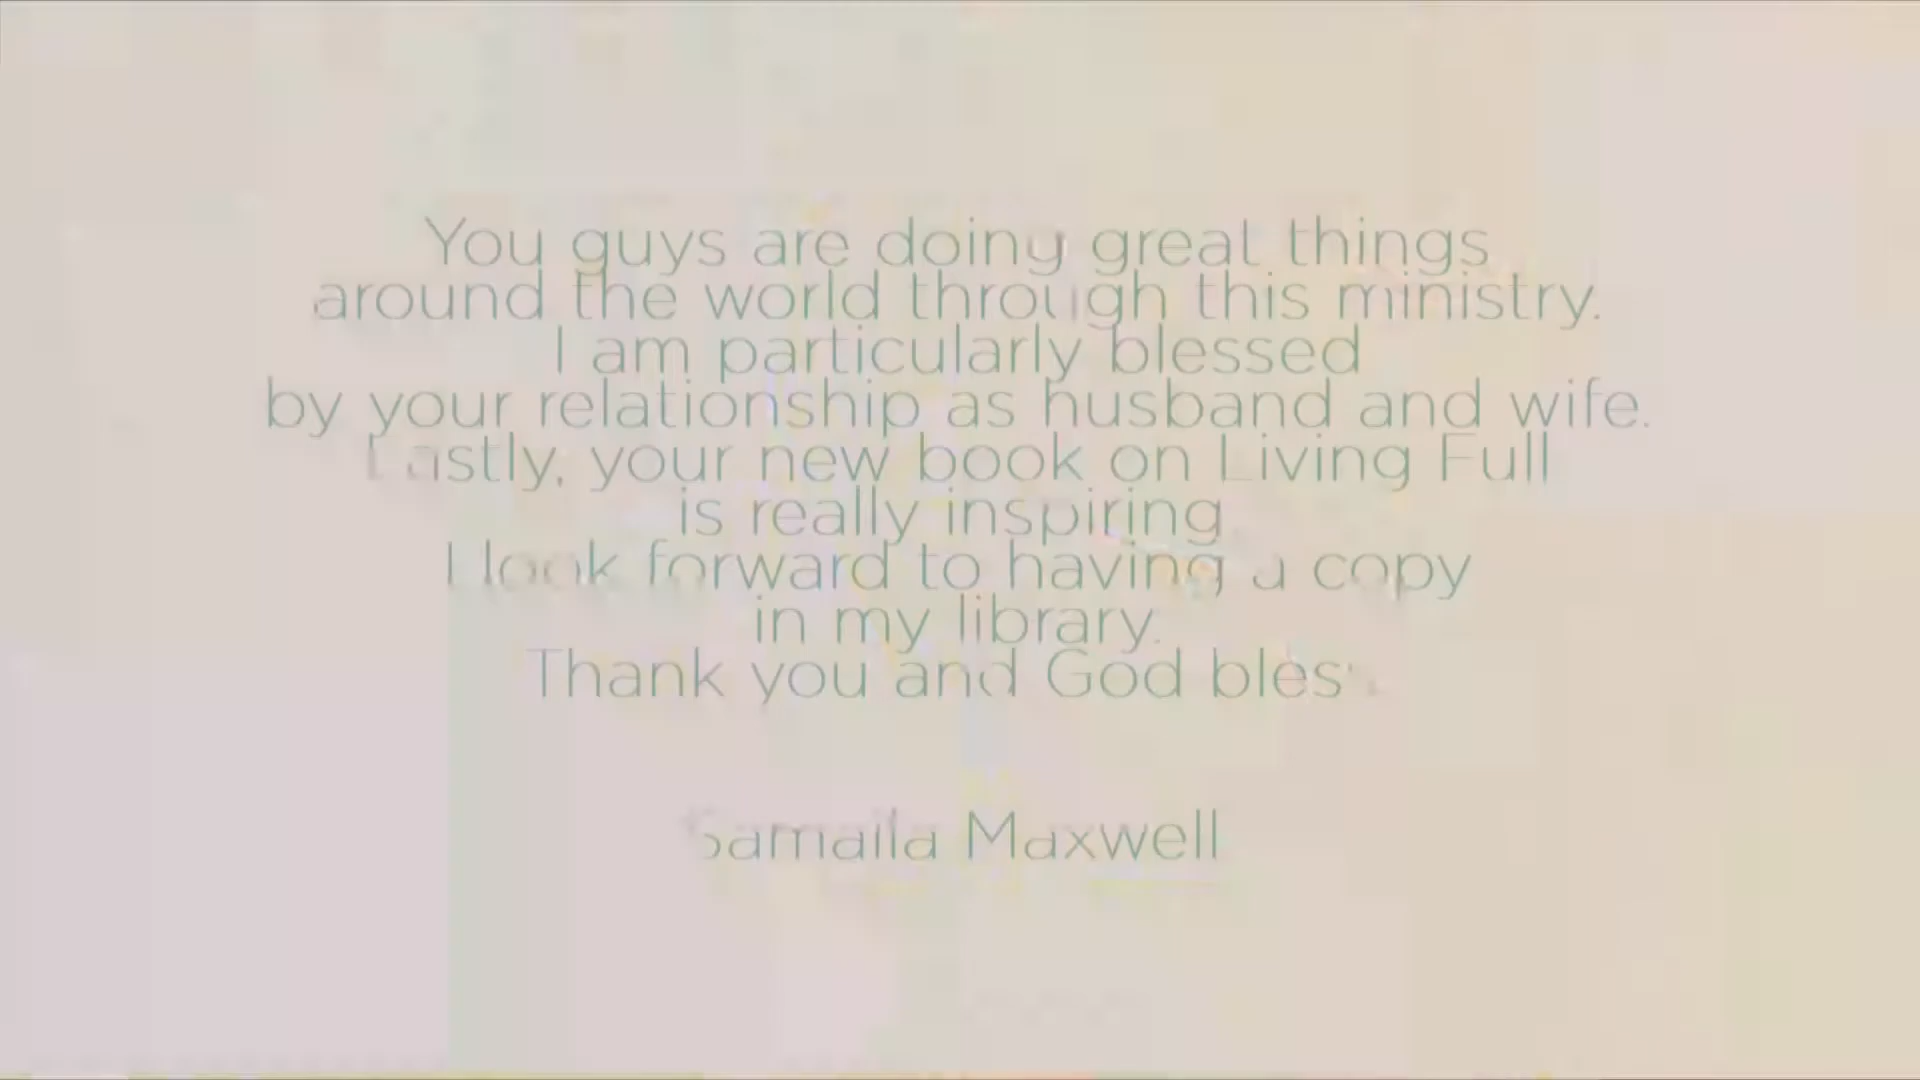 You guys are doing great things
around the world through this ministry.
I am particularly blessed
by your relationship as husband and wife.
Lastly, your new book on Living Full
is really inspiring
I look forward to having a copy
in my library.
Thank you and God bless
Samaila Maxwell